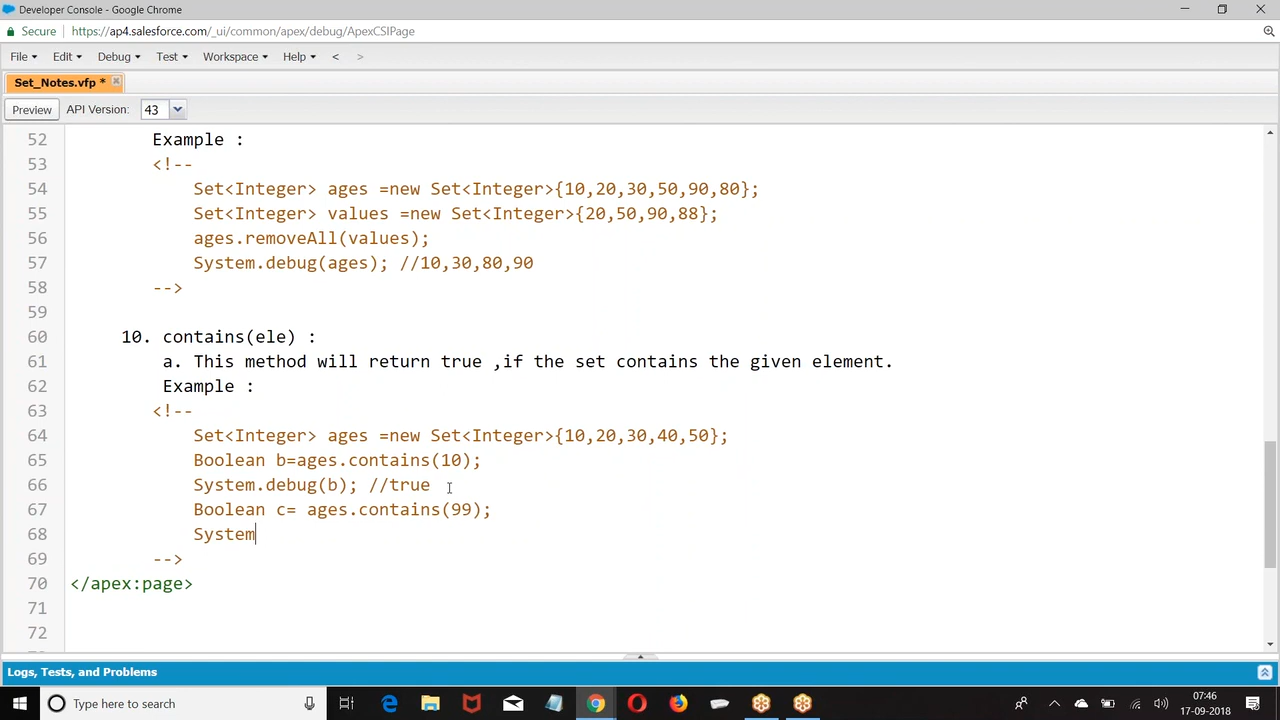 Developer Console - Google Chrome
Secure https://ap4.salesforce.com/_ui/common/apex/debug/ApexCSIPage
File Edit Debug Test Workspace Help < >
Set_Notes.vfp *
Preview API Version: 43
52 Example :
53 <!--
54 Set<Integer> ages =new Set<Integer>{10,20,30,50,90,80};
55 Set<Integer> values =new Set<Integer>{20,50,90,88};
56 ages.removeAll(values);
57 System.debug(ages); //10,30,80,90
58 -->
59
60 10. contains(ele) :
61 a. This method will return true ,if the set contains the given element.
62 Example :
63 <!--
64 Set<Integer> ages =new Set<Integer>{10,20,30,40,50};
65 Boolean b=ages.contains(10);
66 System.debug(b); //true
67 Boolean c= ages.contains(99);
68 System
69 -->
70 </apex:page>
71
72
Logs, Tests, and Problems
Type here to search
07:46
17-09-2018